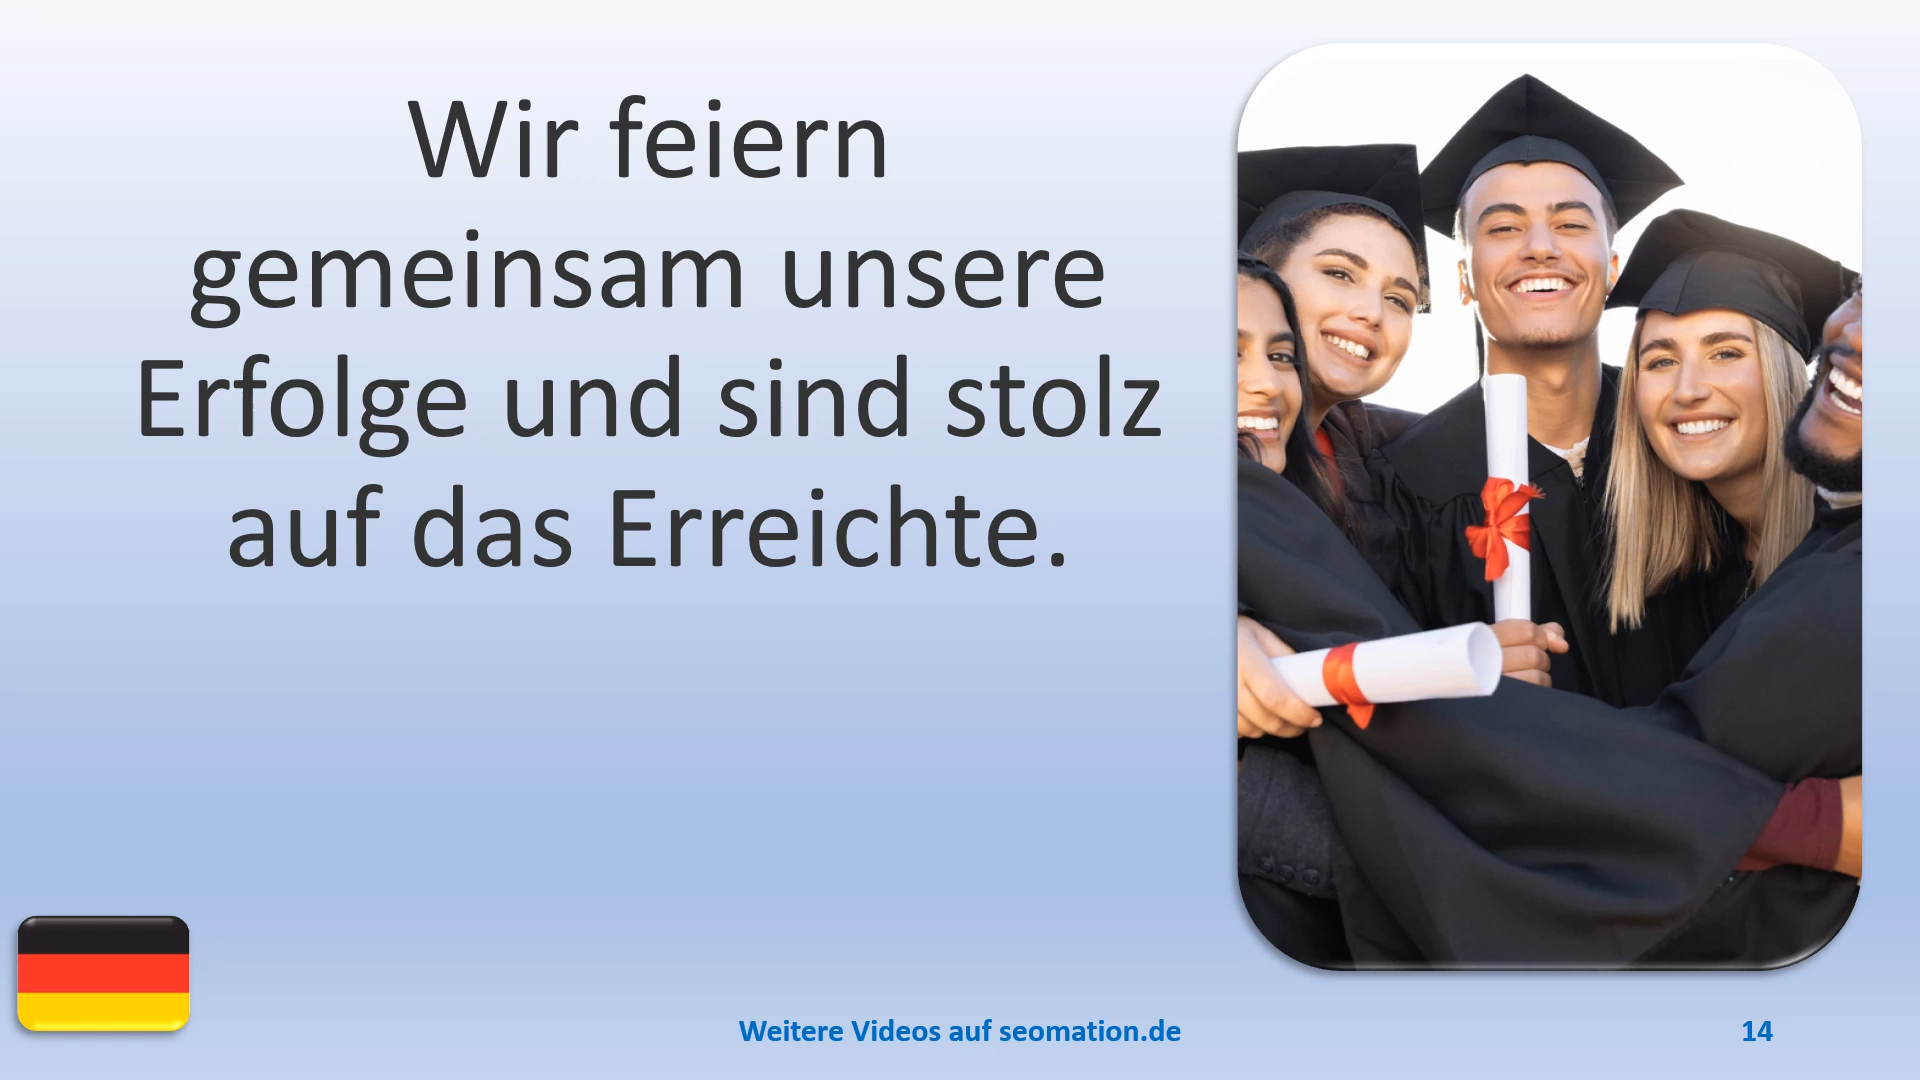 Wir feiern
gemeinsam unsere
Erfolge und sind stolz
auf das Erreichte.
Weitere Videos auf seomation.de
14